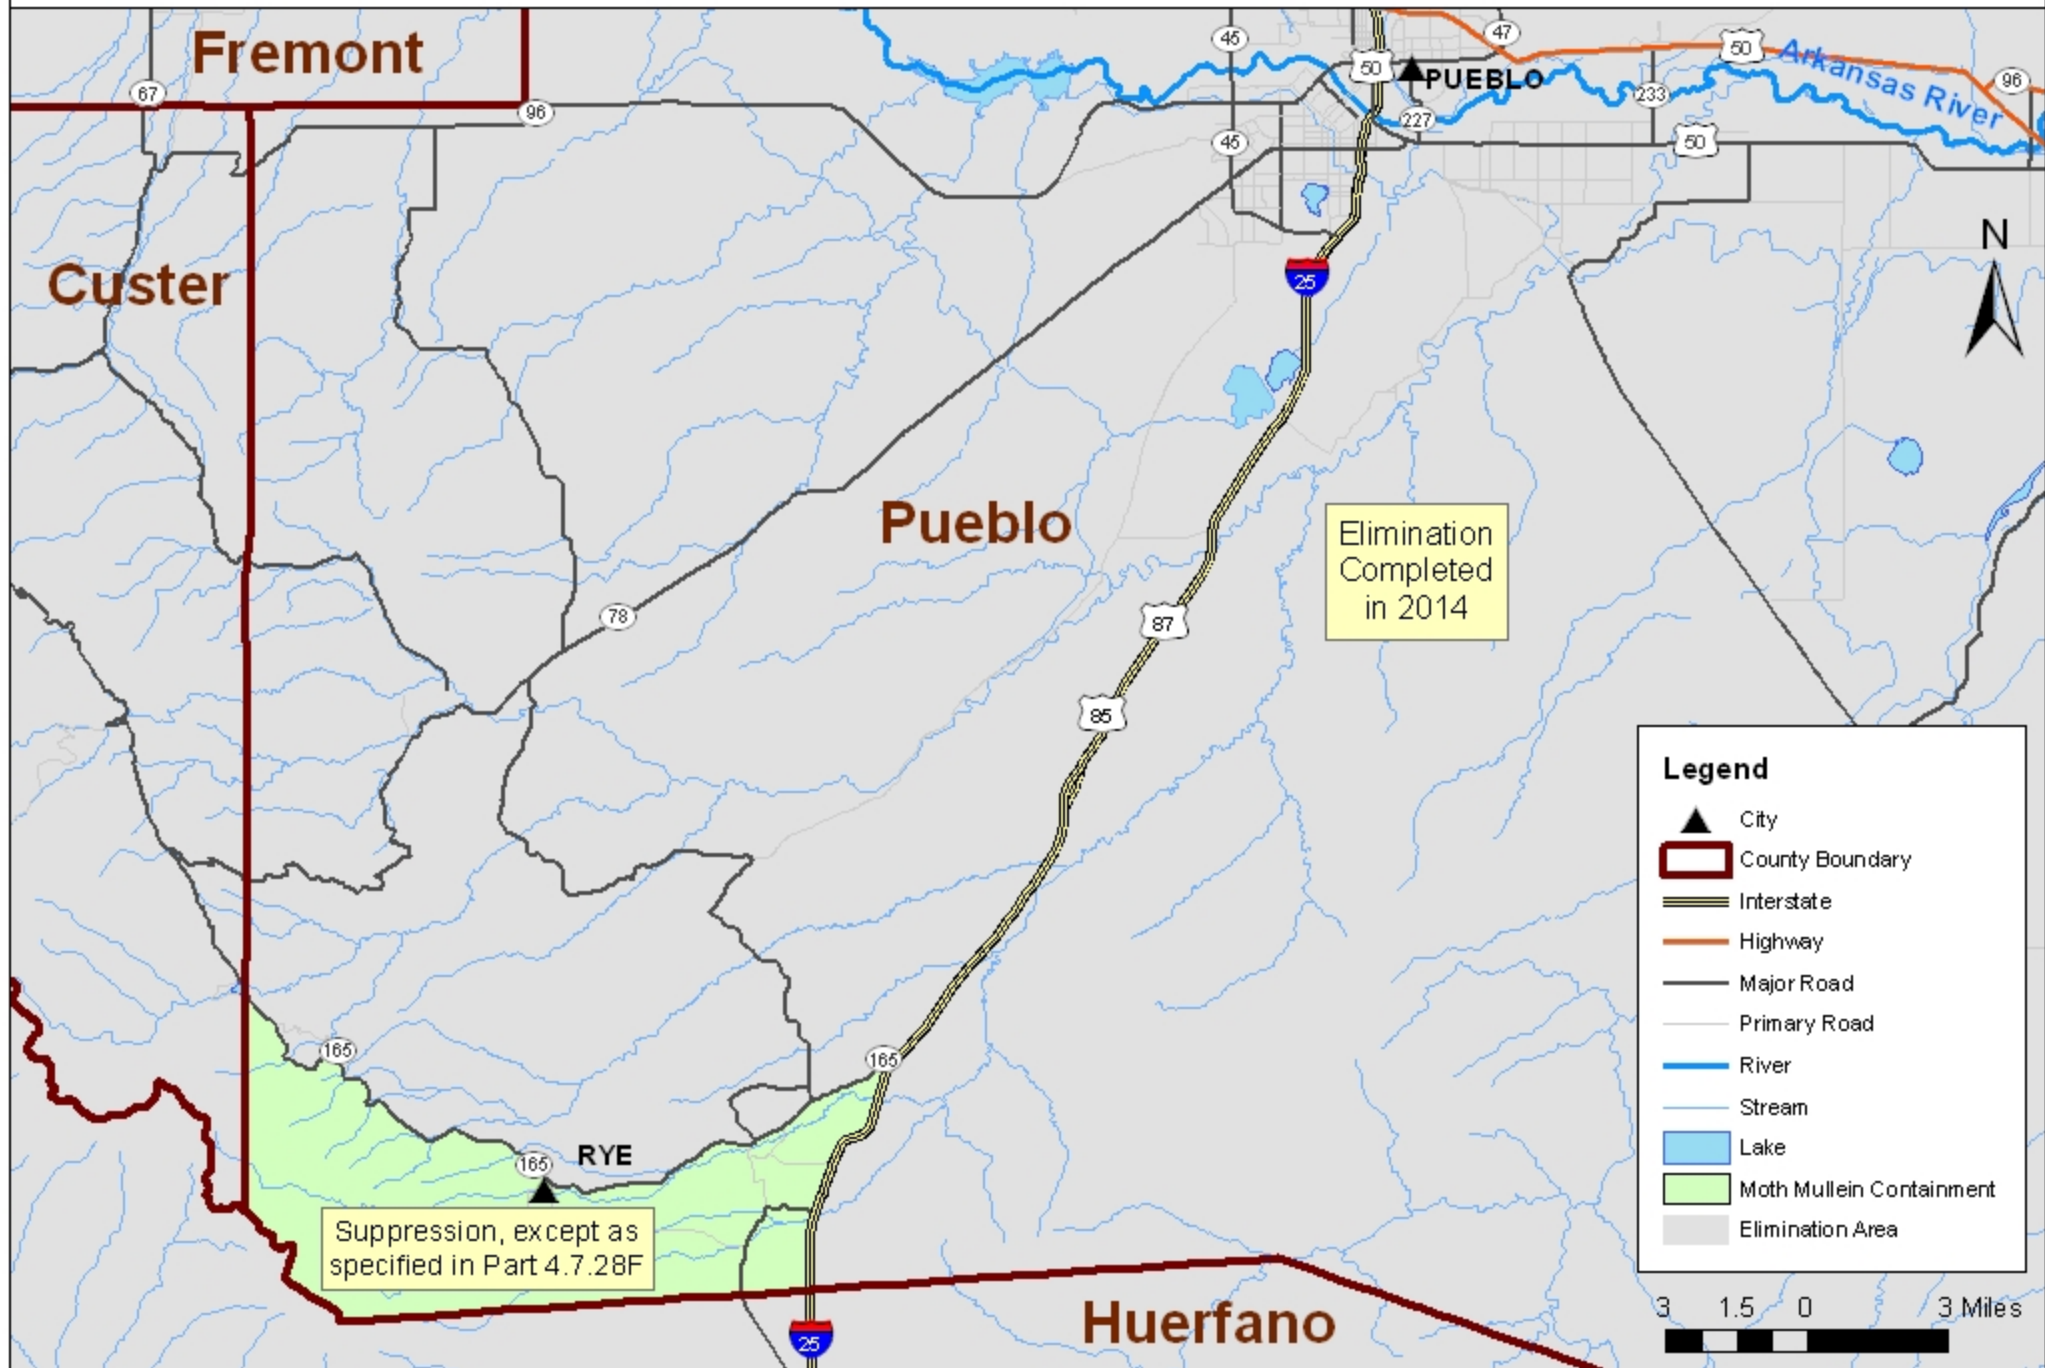 Fremont
67
96
45
47
50
50
PUEBLO
Arkansas River
96
233
227
45
50
Custer
N
25
Pueblo
Elimination
Completed
in 2014
78
87
85
Legend
City
County Boundary
Interstate
Highway
Major Road
Primary Road
River
Stream
Lake
Moth Mullein Containment
Elimination Area
165
165
165
RYE
Suppression, except as
specified in Part 4.7.28F
Huerfano
25
3 1.5 0 3 Miles